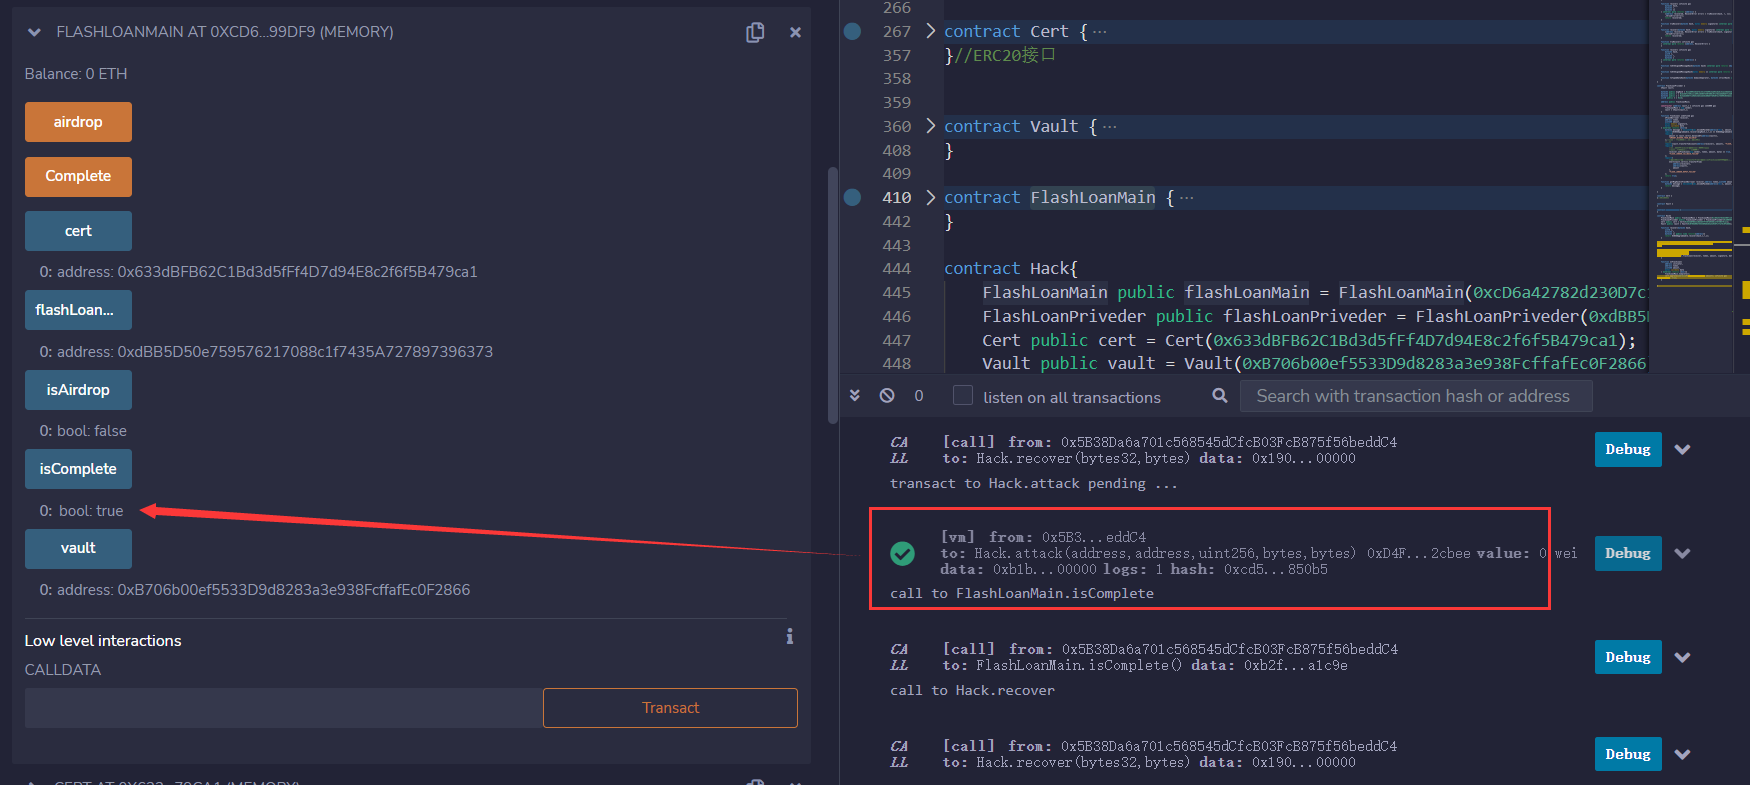 FLASHLOANMAIN AT 0XCD6...99DF9 (MEMORY)
Balance: 0 ETH
airdrop
Complete
cert
0: address: 0x633dBFB62C1Bd3d5fFf4D7d94E8c2f6f5B479ca1
flashLoan...
0: address: 0xdBB5D50e759576217088c1f7435A727897396373
isAirdrop
0: bool: false
isComplete
0: bool: true
vault
0: address: 0xB706b00ef5533D9d8283a3e938FcffafEc0F2866
Low level interactions
CALLDATA
Transact
266
267 contract Cert { ...
357 }//ERC20接口
358
359
360 contract Vault { ...
408 }
409
410 contract FlashLoanMain { ...
442 }
443
444 contract Hack{
445 FlashLoanMain public flashLoanMain = FlashLoanMain(0xcD6a42782d230D7c
446 FlashLoanPriveder public flashLoanPriveder = FlashLoanPriveder(0xdBB5
447 Cert public cert = Cert(0x633dBFB62C1Bd3d5fFf4D7d94E8c2f6f5B479ca1);
448 Vault public vault = Vault(0xB706b00ef5533D9d8283a3e938FcffafEc0F2866
0 listen on all transactions Search with transaction hash or address
CA [call] from: 0x5B38Da6a701c568545dCfcB03FcB875f56beddC4
LL to: Hack.recover(bytes32,bytes) data: 0x190...00000
Debug
transact to Hack.attack pending ...
[vm] from: 0x5B3...eddC4
to: Hack.attack(address,address,uint256,bytes,bytes) 0xD4F...2cbee value: 0 wei
data: 0xb1b...00000 logs: 1 hash: 0xcd5...850b5
Debug
call to FlashLoanMain.isComplete
CA [call] from: 0x5B38Da6a701c568545dCfcB03FcB875f56beddC4
LL to: FlashLoanMain.isComplete() data: 0xb2f...a1c9e
Debug
call to Hack.recover
CA [call] from: 0x5B38Da6a701c568545dCfcB03FcB875f56beddC4
LL to: Hack.recover(bytes32,bytes) data: 0x190...00000
Debug